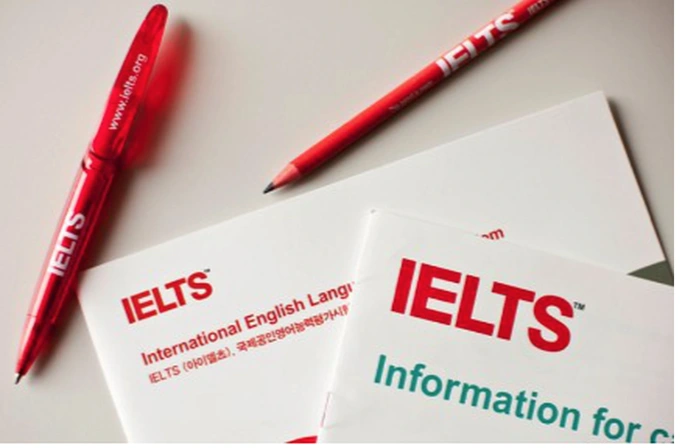 www.ielts.org
IELTS
IELTS
IELTS™
International English
IELTS (아이엘츠), 국제공인영어능력평가시험
IELTS™
Information for